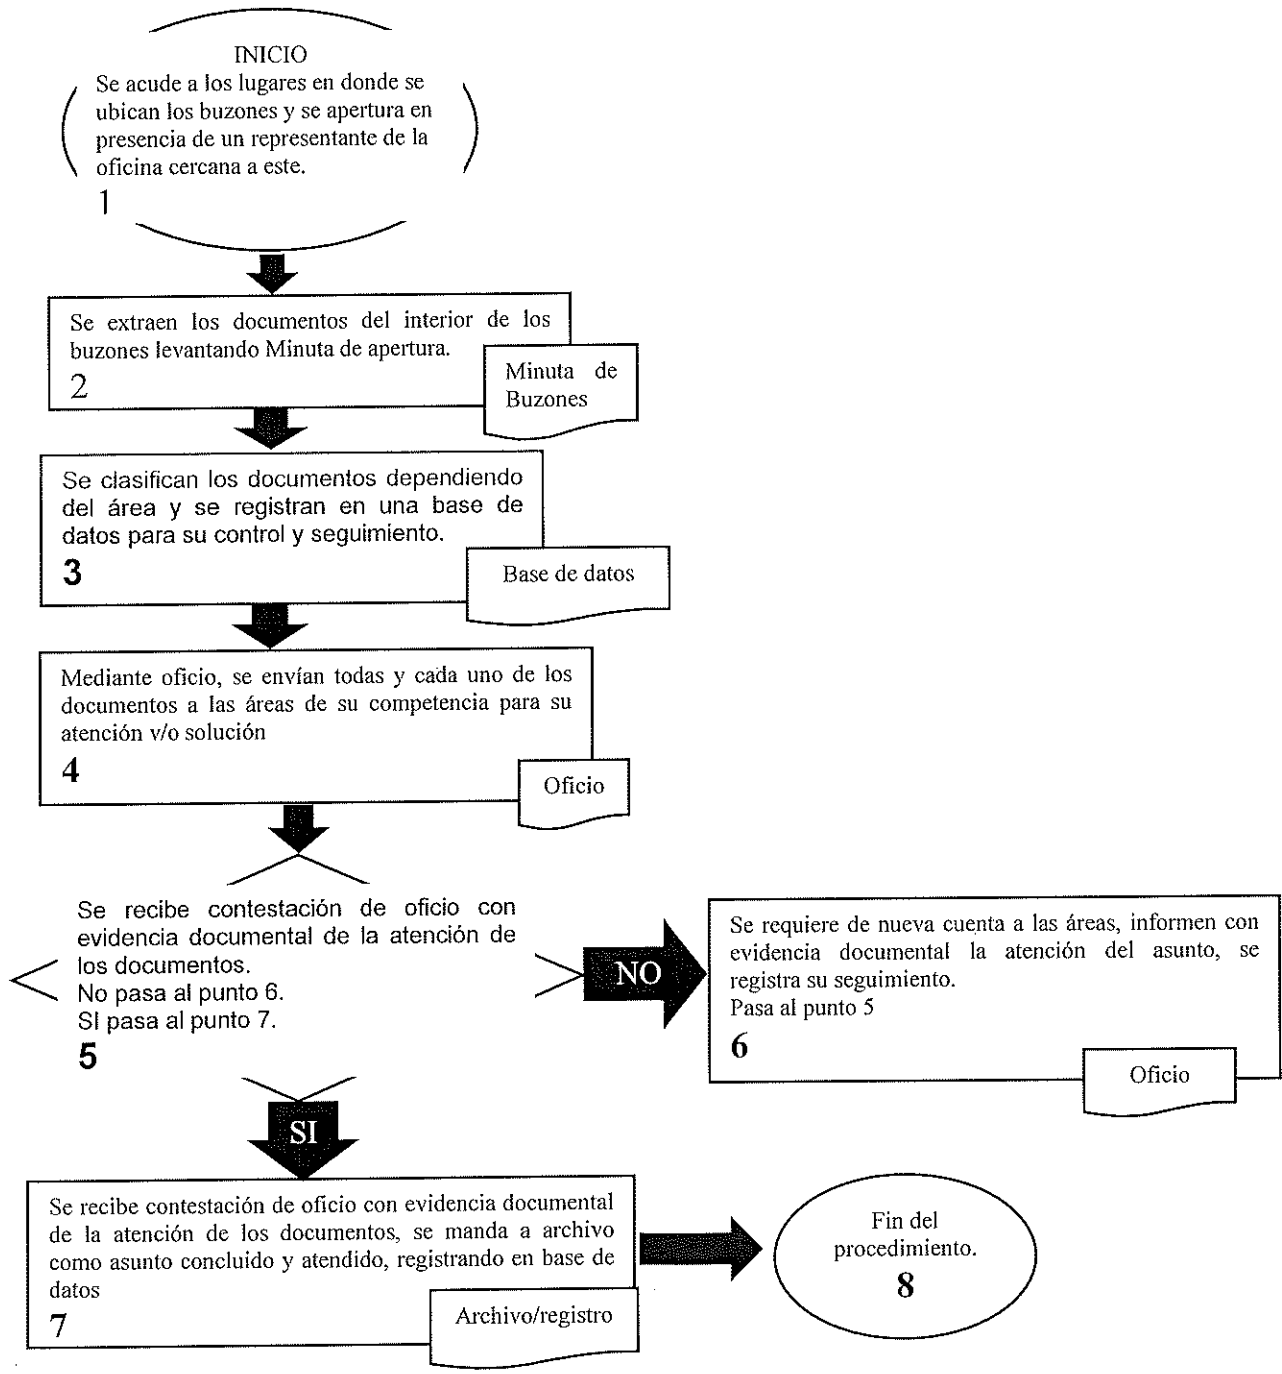 INICIO
Se acude a los lugares en donde se
ubican los buzones y se apertura en
presencia de un representante de la
oficina cercana a este.
1
Se extraen los documentos del interior de los
buzones levantando Minuta de apertura.
2
Minuta de
Buzones
Se clasifican los documentos dependiendo
del área y se registran en una base de
datos para su control y seguimiento.
3
Base de datos
Mediante oficio, se envían todas y cada uno de los
documentos a las áreas de su competencia para su
atención v/o solución
4
Oficio
Se recibe contestación de oficio con
evidencia documental de la atención de
los documentos.
No pasa al punto 6.
SI pasa al punto 7.
5
NO
Se requiere de nueva cuenta a las áreas, informen con
evidencia documental la atención del asunto, se
registra su seguimiento.
Pasa al punto 5
6
Oficio
SI
Se recibe contestación de oficio con evidencia documental
de la atención de los documentos, se manda a archivo
como asunto concluido y atendido, registrando en base de
datos
7
Archivo/registro
Fin del
procedimiento.
8